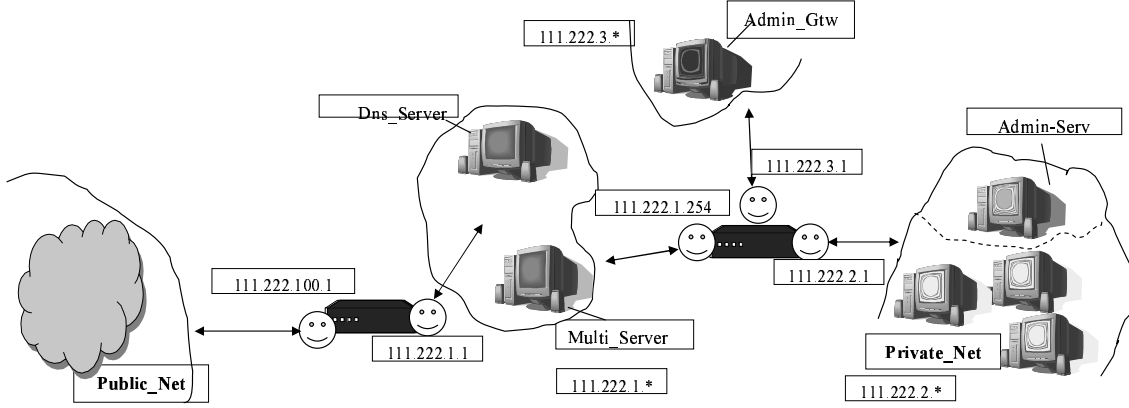 Admin_Gtw
111.222.3.*
Dns_Server
Admin-Serv
111.222.3.1
111.222.1.254
111.222.2.1
111.222.100.1
111.222.1.1
Multi_Server
Private_Net
Public_Net
111.222.1.*
111.222.2.*